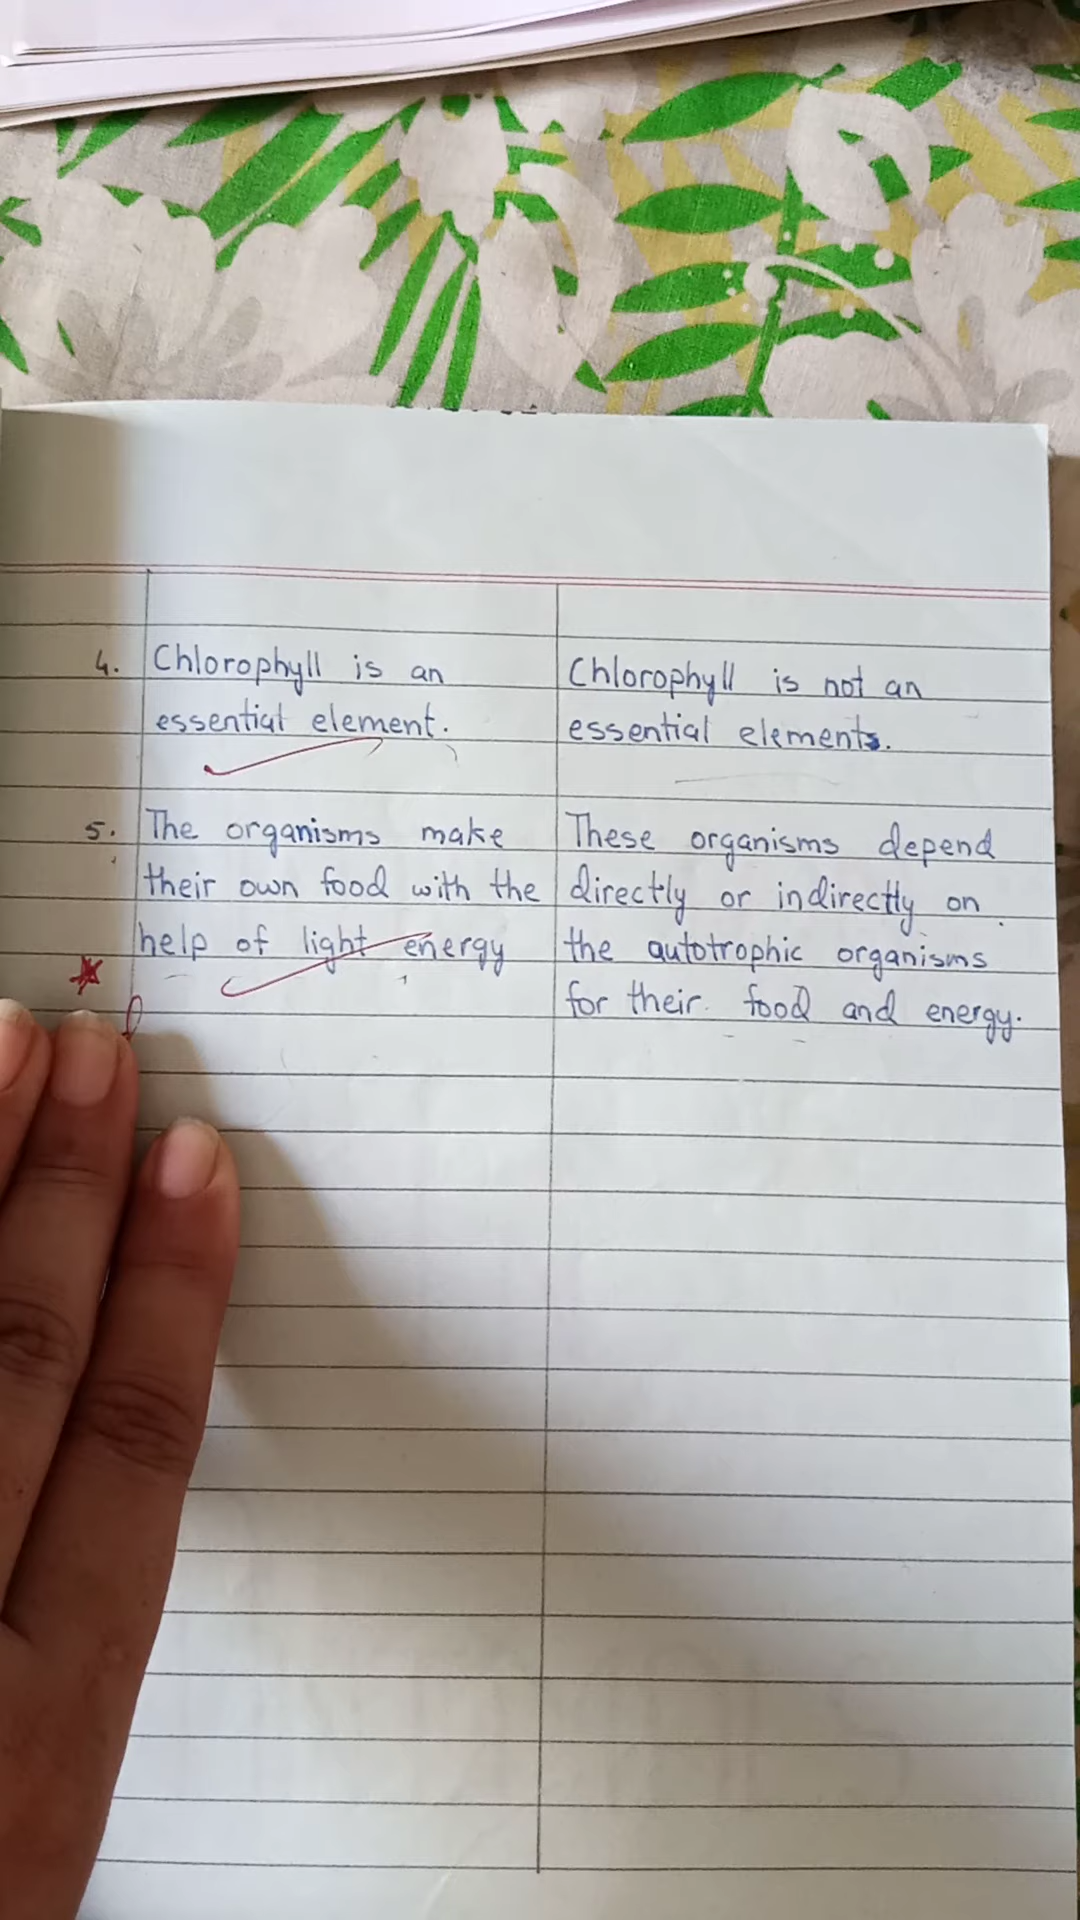 4. Chlorophyll is an
essential element.
Chlorophyll is not an
essential elements.
5. The organisms make
their own food with the
help of light energy
These organisms depend
directly or indirectly on
the autotrophic organisms
for their food and energy.